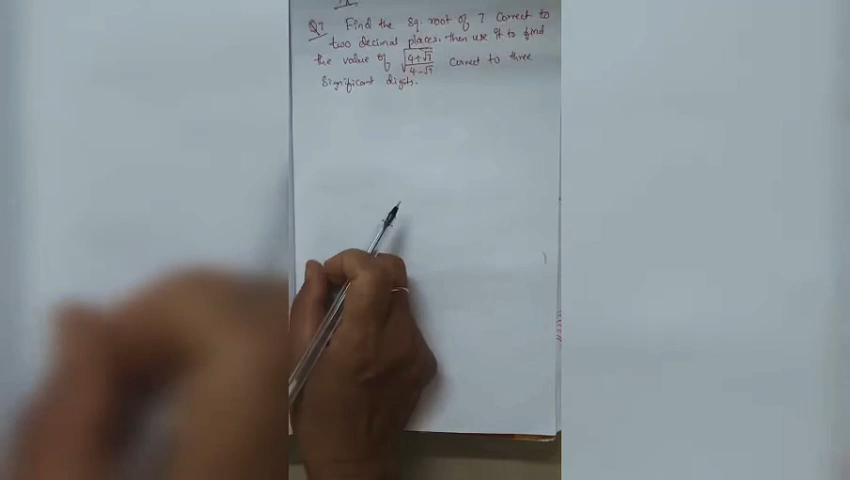 Q7 Find the sq. root of 7 correct to
two decimal places. then use it to find
the value of √(4+√7 / 4-√7) correct to three
significant digits.